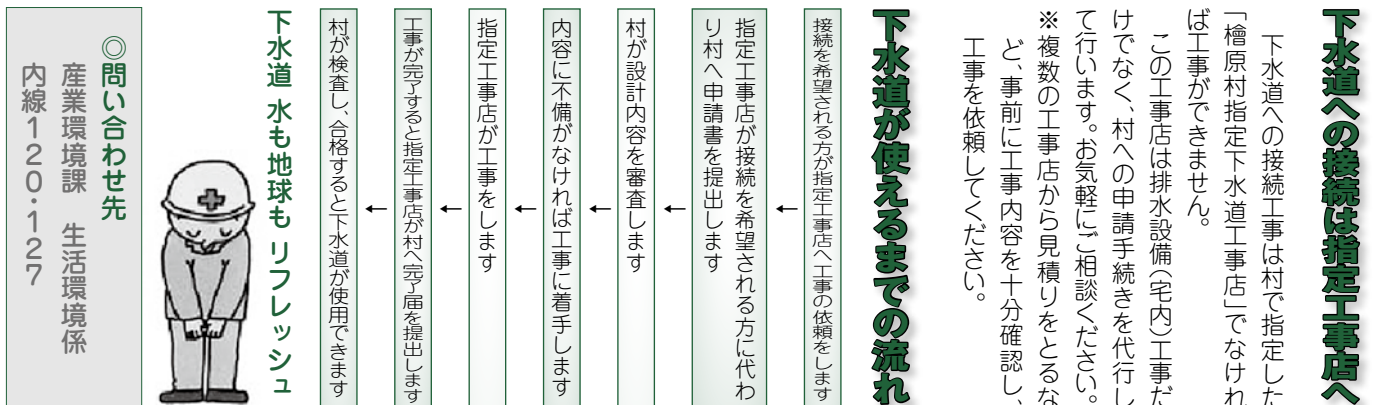 下水道への接続は指定工事店へ
下水道への接続工事は村で指定した
「檜原村指定下水道工事店」でなけれ
ば工事ができません。
この工事店は排水設備(宅内)工事だ
けでなく、村への申請手続きを代行し
て行います。お気軽にご相談ください。
※複数の工事店から見積りをとるな
ど、事前に工事内容を十分確認し、
工事を依頼してください。
下水道が使えるまでの流れ
接続を希望される方が指定工事店へ工事の依頼をします
↓
指定工事店が接続を希望される方に代わ
り村へ申請書を提出します
↓
村が設計内容を審査します
↓
内容に不備がなければ工事に着手します
↓
指定工事店が工事をします
↓
工事が完了すると指定工事店が村へ完了届を提出します
↓
村が検査し、合格すると下水道が使用できます
下水道 水も地球も リフレッシュ
◎問い合わせ先
産業環境課 生活環境係
内線120・127